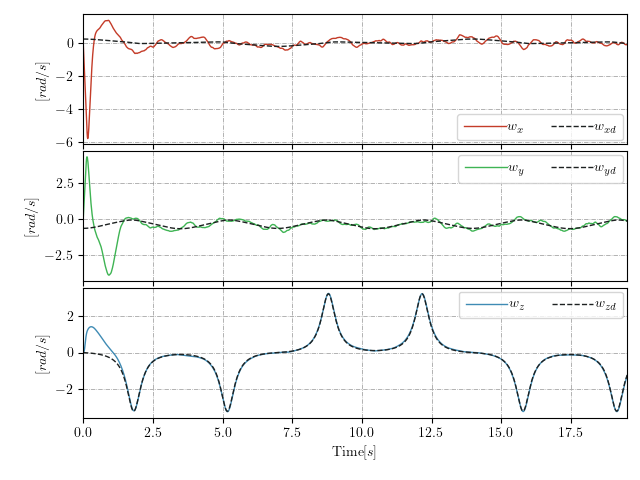 0
−2
−4
−6
[rad/s]
w_x w_xd
2.5
0.0
−2.5
[rad/s]
w_y w_yd
2
0
−2
[rad/s]
w_z w_zd
0.0 2.5 5.0 7.5 10.0 12.5 15.0 17.5
Time[s]